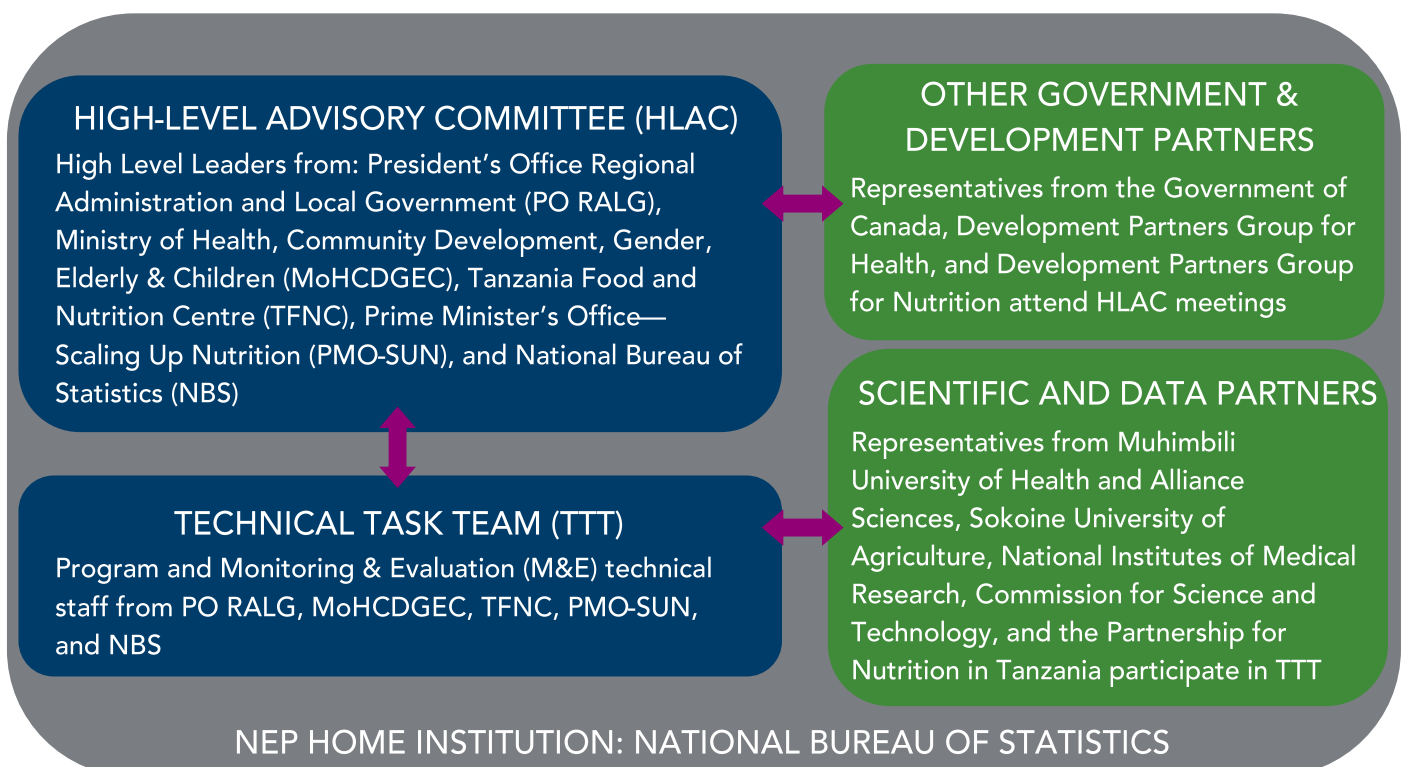 HIGH-LEVEL ADVISORY COMMITTEE (HLAC)
High Level Leaders from: President's Office Regional
Administration and Local Government (PO RALG),
Ministry of Health, Community Development, Gender,
Elderly & Children (MoHCDGEC), Tanzania Food and
Nutrition Centre (TFNC), Prime Minister's Office—
Scaling Up Nutrition (PMO-SUN), and National Bureau of
Statistics (NBS)
OTHER GOVERNMENT &
DEVELOPMENT PARTNERS
Representatives from the Government of
Canada, Development Partners Group for
Health, and Development Partners Group
for Nutrition attend HLAC meetings
TECHNICAL TASK TEAM (TTT)
Program and Monitoring & Evaluation (M&E) technical
staff from PO RALG, MoHCDGEC, TFNC, PMO-SUN,
and NBS
SCIENTIFIC AND DATA PARTNERS
Representatives from Muhimbili
University of Health and Alliance
Sciences, Sokoine University of
Agriculture, National Institutes of Medical
Research, Commission for Science and
Technology, and the Partnership for
Nutrition in Tanzania participate in TTT
NEP HOME INSTITUTION: NATIONAL BUREAU OF STATISTICS